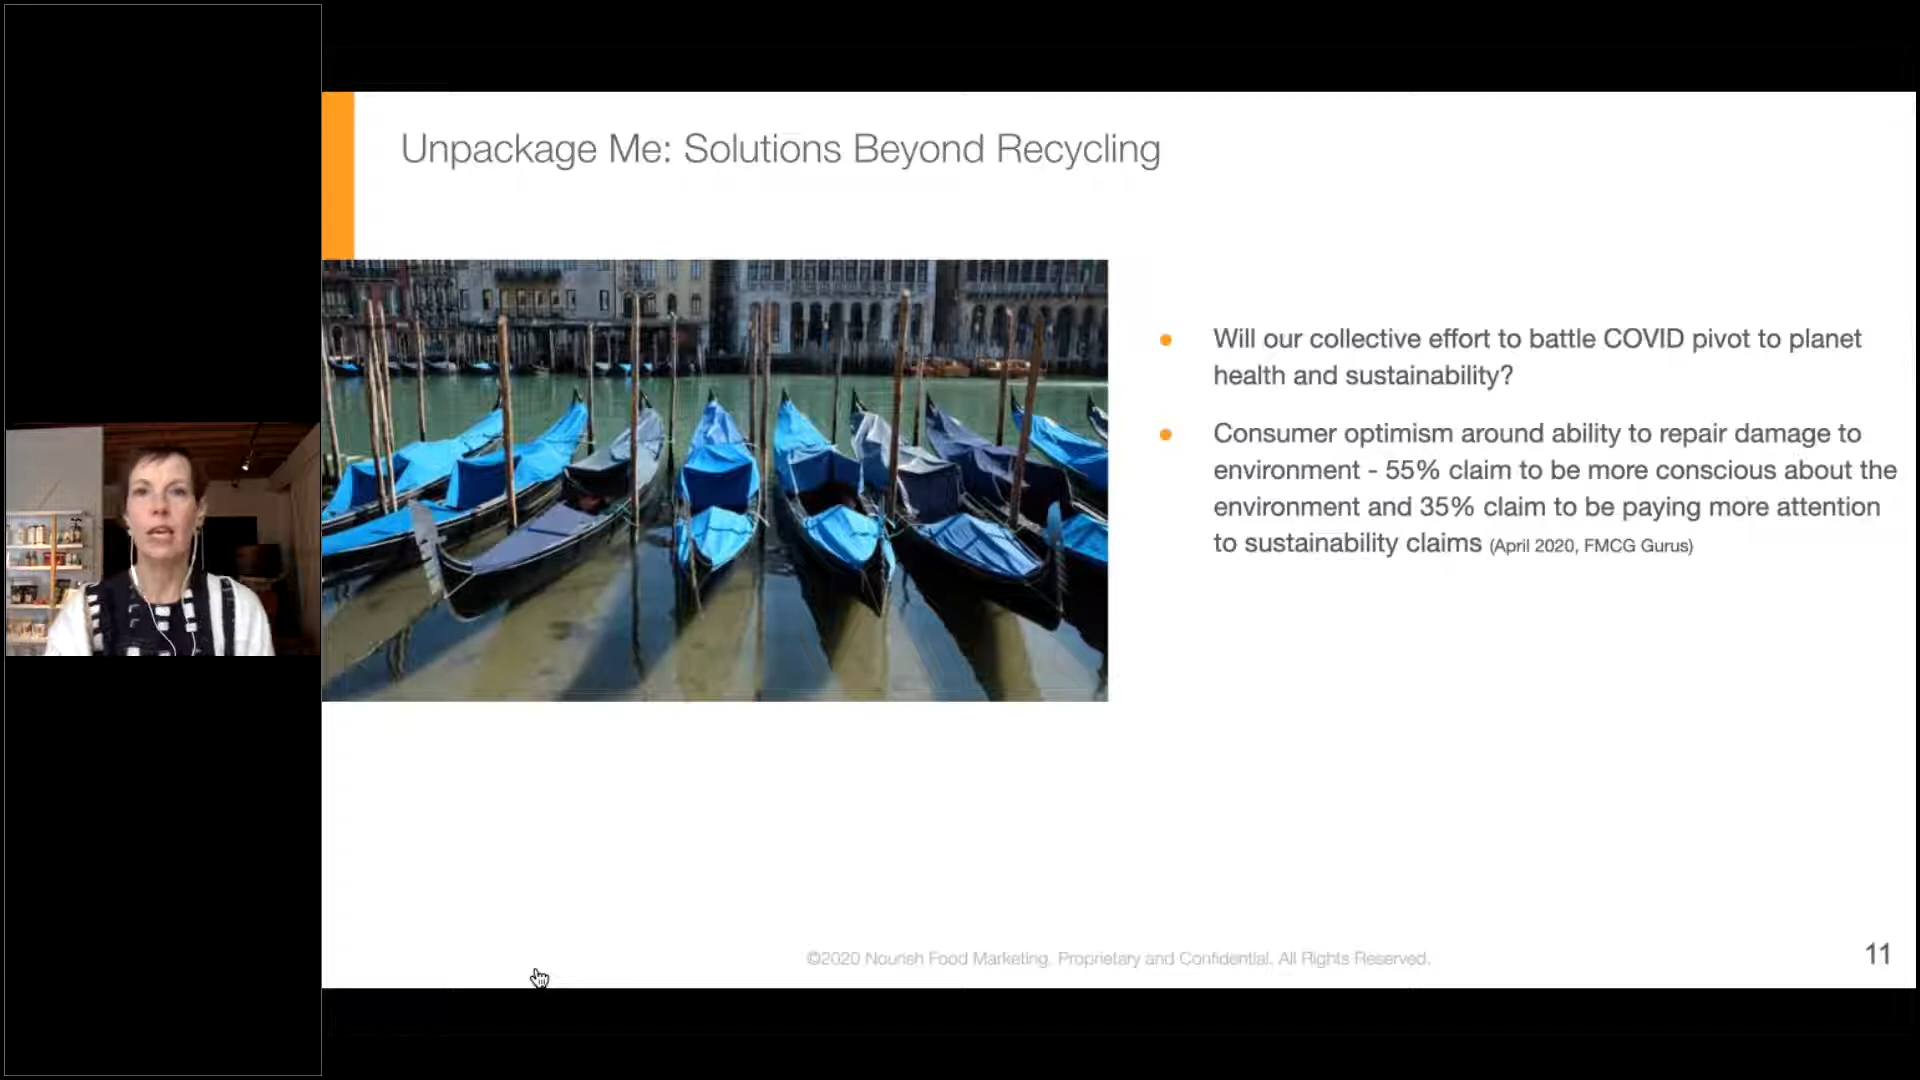 Unpackage Me: Solutions Beyond Recycling
Will our collective effort to battle COVID pivot to planet
health and sustainability?
Consumer optimism around ability to repair damage to
environment - 55% claim to be more conscious about the
environment and 35% claim to be paying more attention
to sustainability claims (April 2020, FMCG Gurus)
©2020 Nourish Food Marketing. Proprietary and Confidential. All Rights Reserved.
11